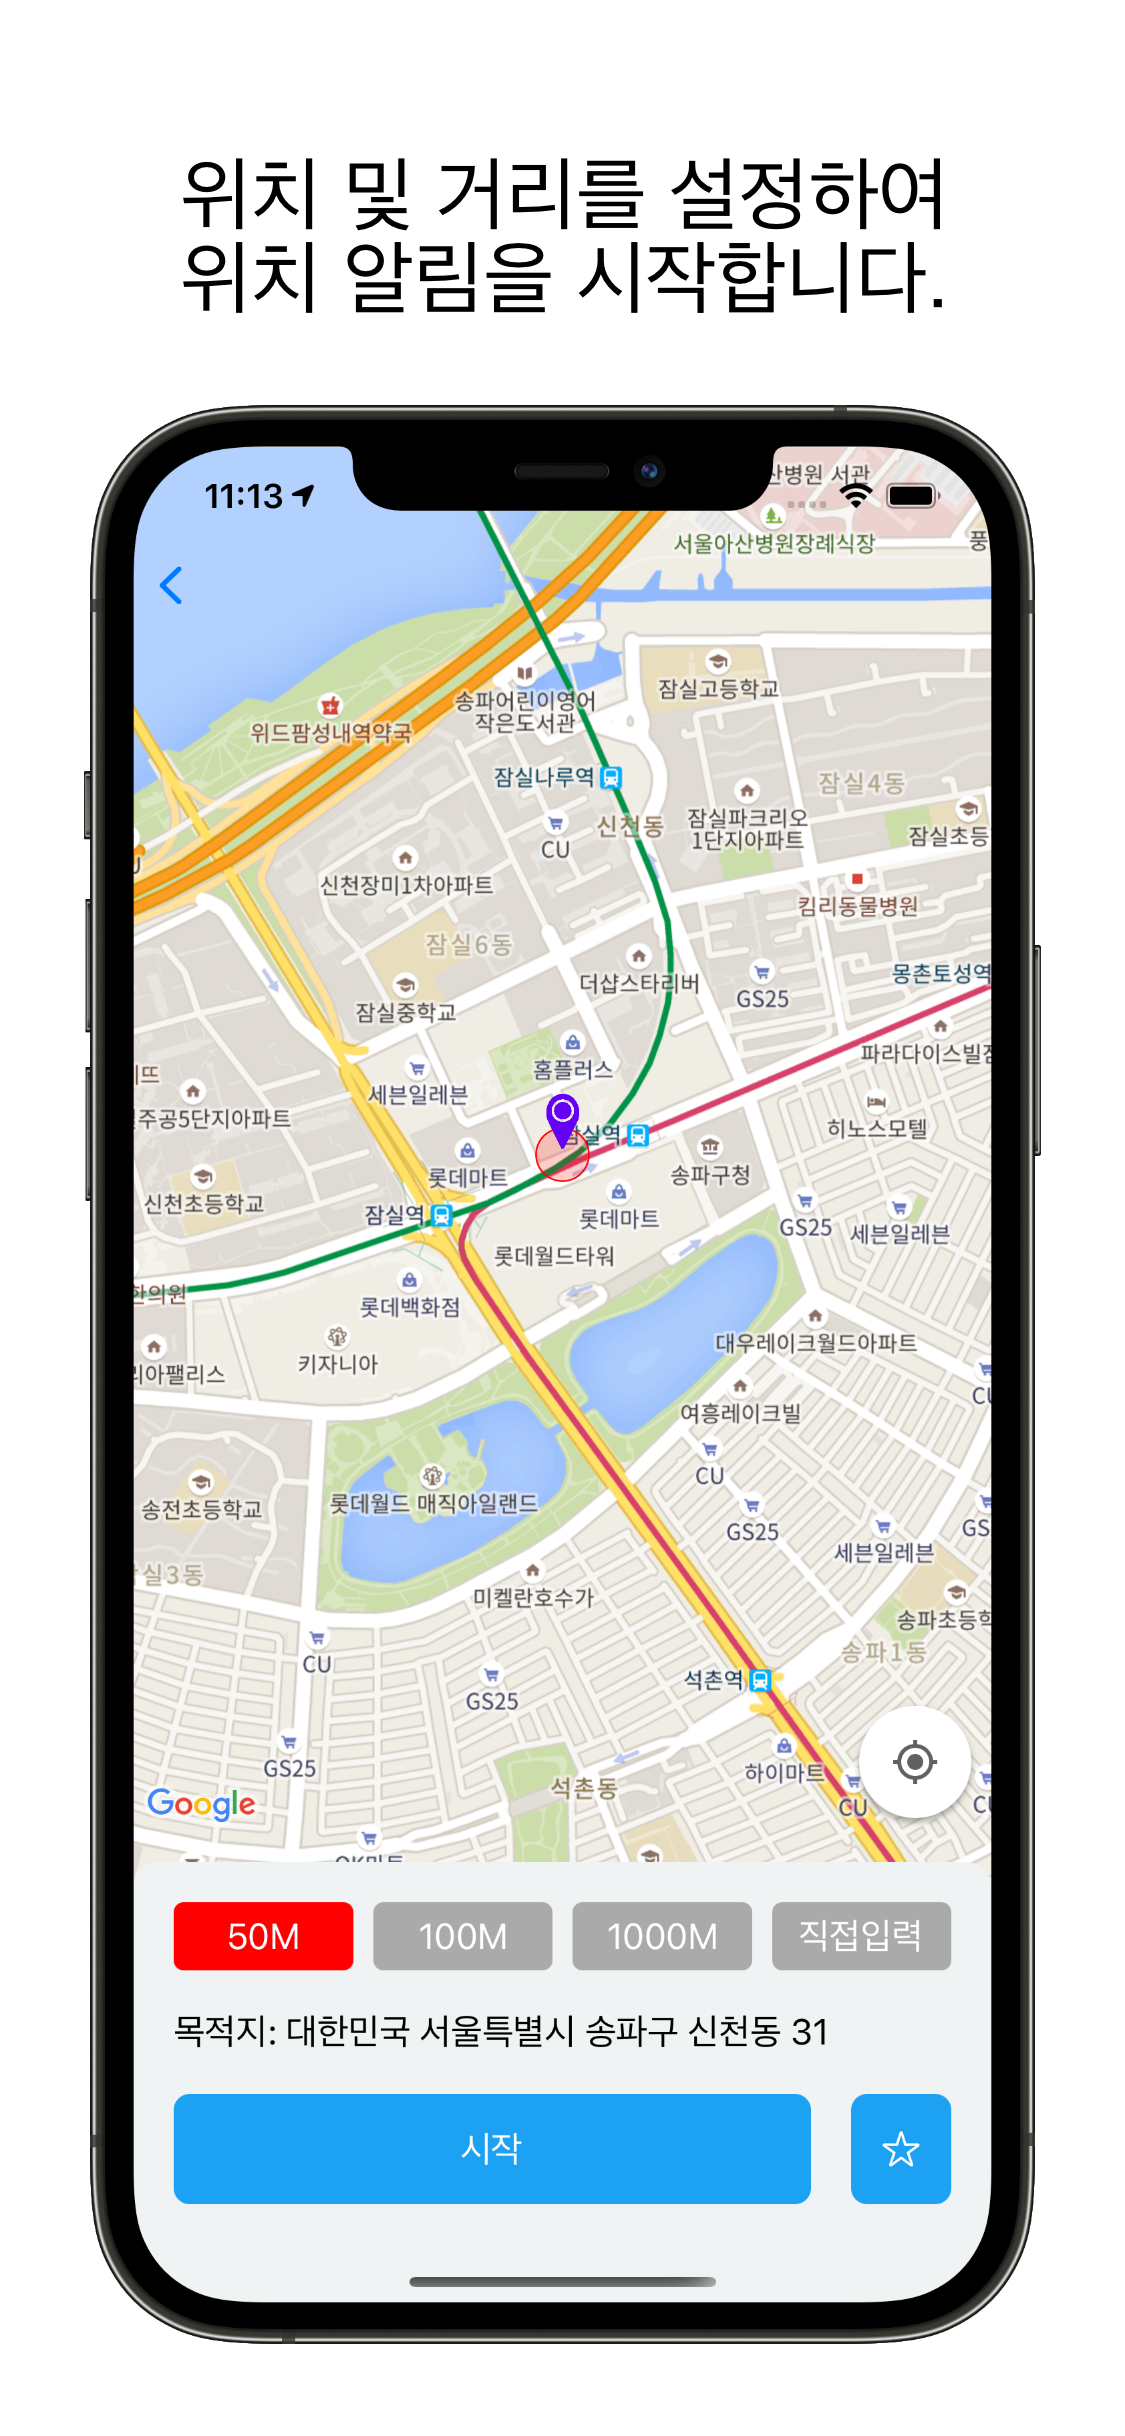 위치 및 거리를 설정하여
위치 알림을 시작합니다.
11:13
산병원 서관
서울아산병원장례식장
풍
송파어린이영어
작은도서관
잠실고등학교
위드팜성내역약국
잠실나루역
잠실4동
신천동
잠실파크리오
1단지아파트
잠실초등
CU
신천장미1차아파트
킴리동물병원
잠실6동
더샵스타리버
GS25
몽촌토성역
잠실중학교
홈플러스
파라다이스빌
세븐일레븐
뜨
주공5단지아파트
잠실역
히노스모텔
롯데마트
송파구청
신천초등학교
잠실역
롯데마트
GS25
세븐일레븐
롯데월드타워
한의원
롯데백화점
키자니아
대우레이크월드아파트
리아팰리스
CU
여흥레이크빌
CU
롯데월드 매직아일랜드
송전초등학교
GS25
GS
세븐일레븐
실3동
미켈란호수가
송파초등학
송파1동
CU
석촌역
GS25
GS25
하이마트
석촌동
CU
CU
Google
OK마트
50M
100M
1000M
직접입력
목적지: 대한민국 서울특별시 송파구 신천동 31
시작